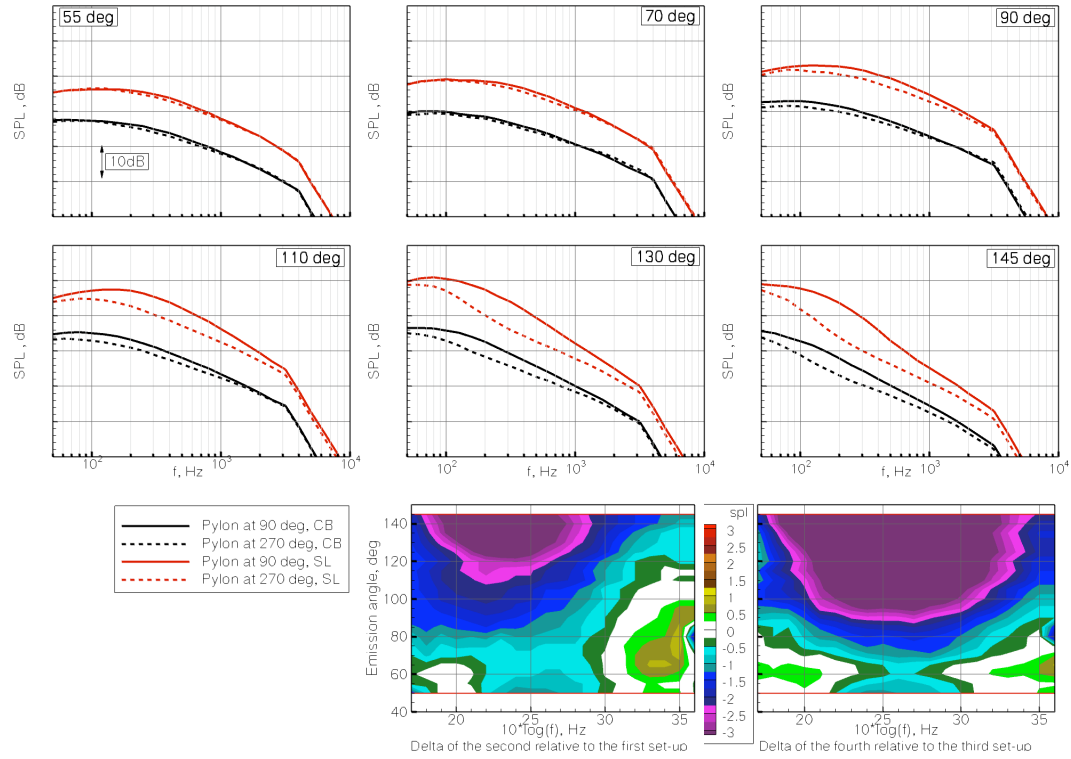 55 deg
70 deg
90 deg
SPL , dB
SPL , dB
SPL , dB
10dB
110 deg
130 deg
145 deg
SPL , dB
SPL , dB
SPL , dB
10² 10³ 10⁴
10² 10³ 10⁴
10² 10³ 10⁴
f, Hz
f, Hz
f, Hz
Pylon at 90 deg, CB
Pylon at 270 deg, CB
Pylon at 90 deg, SL
Pylon at 270 deg, SL
Emission angle, deg
140
120
100
80
60
40
20 25 30 35
10*log(f), Hz
Delta of the second relative to the first set-up
spl
3
2.5
2
1.5
1
0.5
0
-0.5
-1
-1.5
-2
-2.5
-3
20 25 30 35
10*log(f), Hz
Delta of the fourth relative to the third set-up